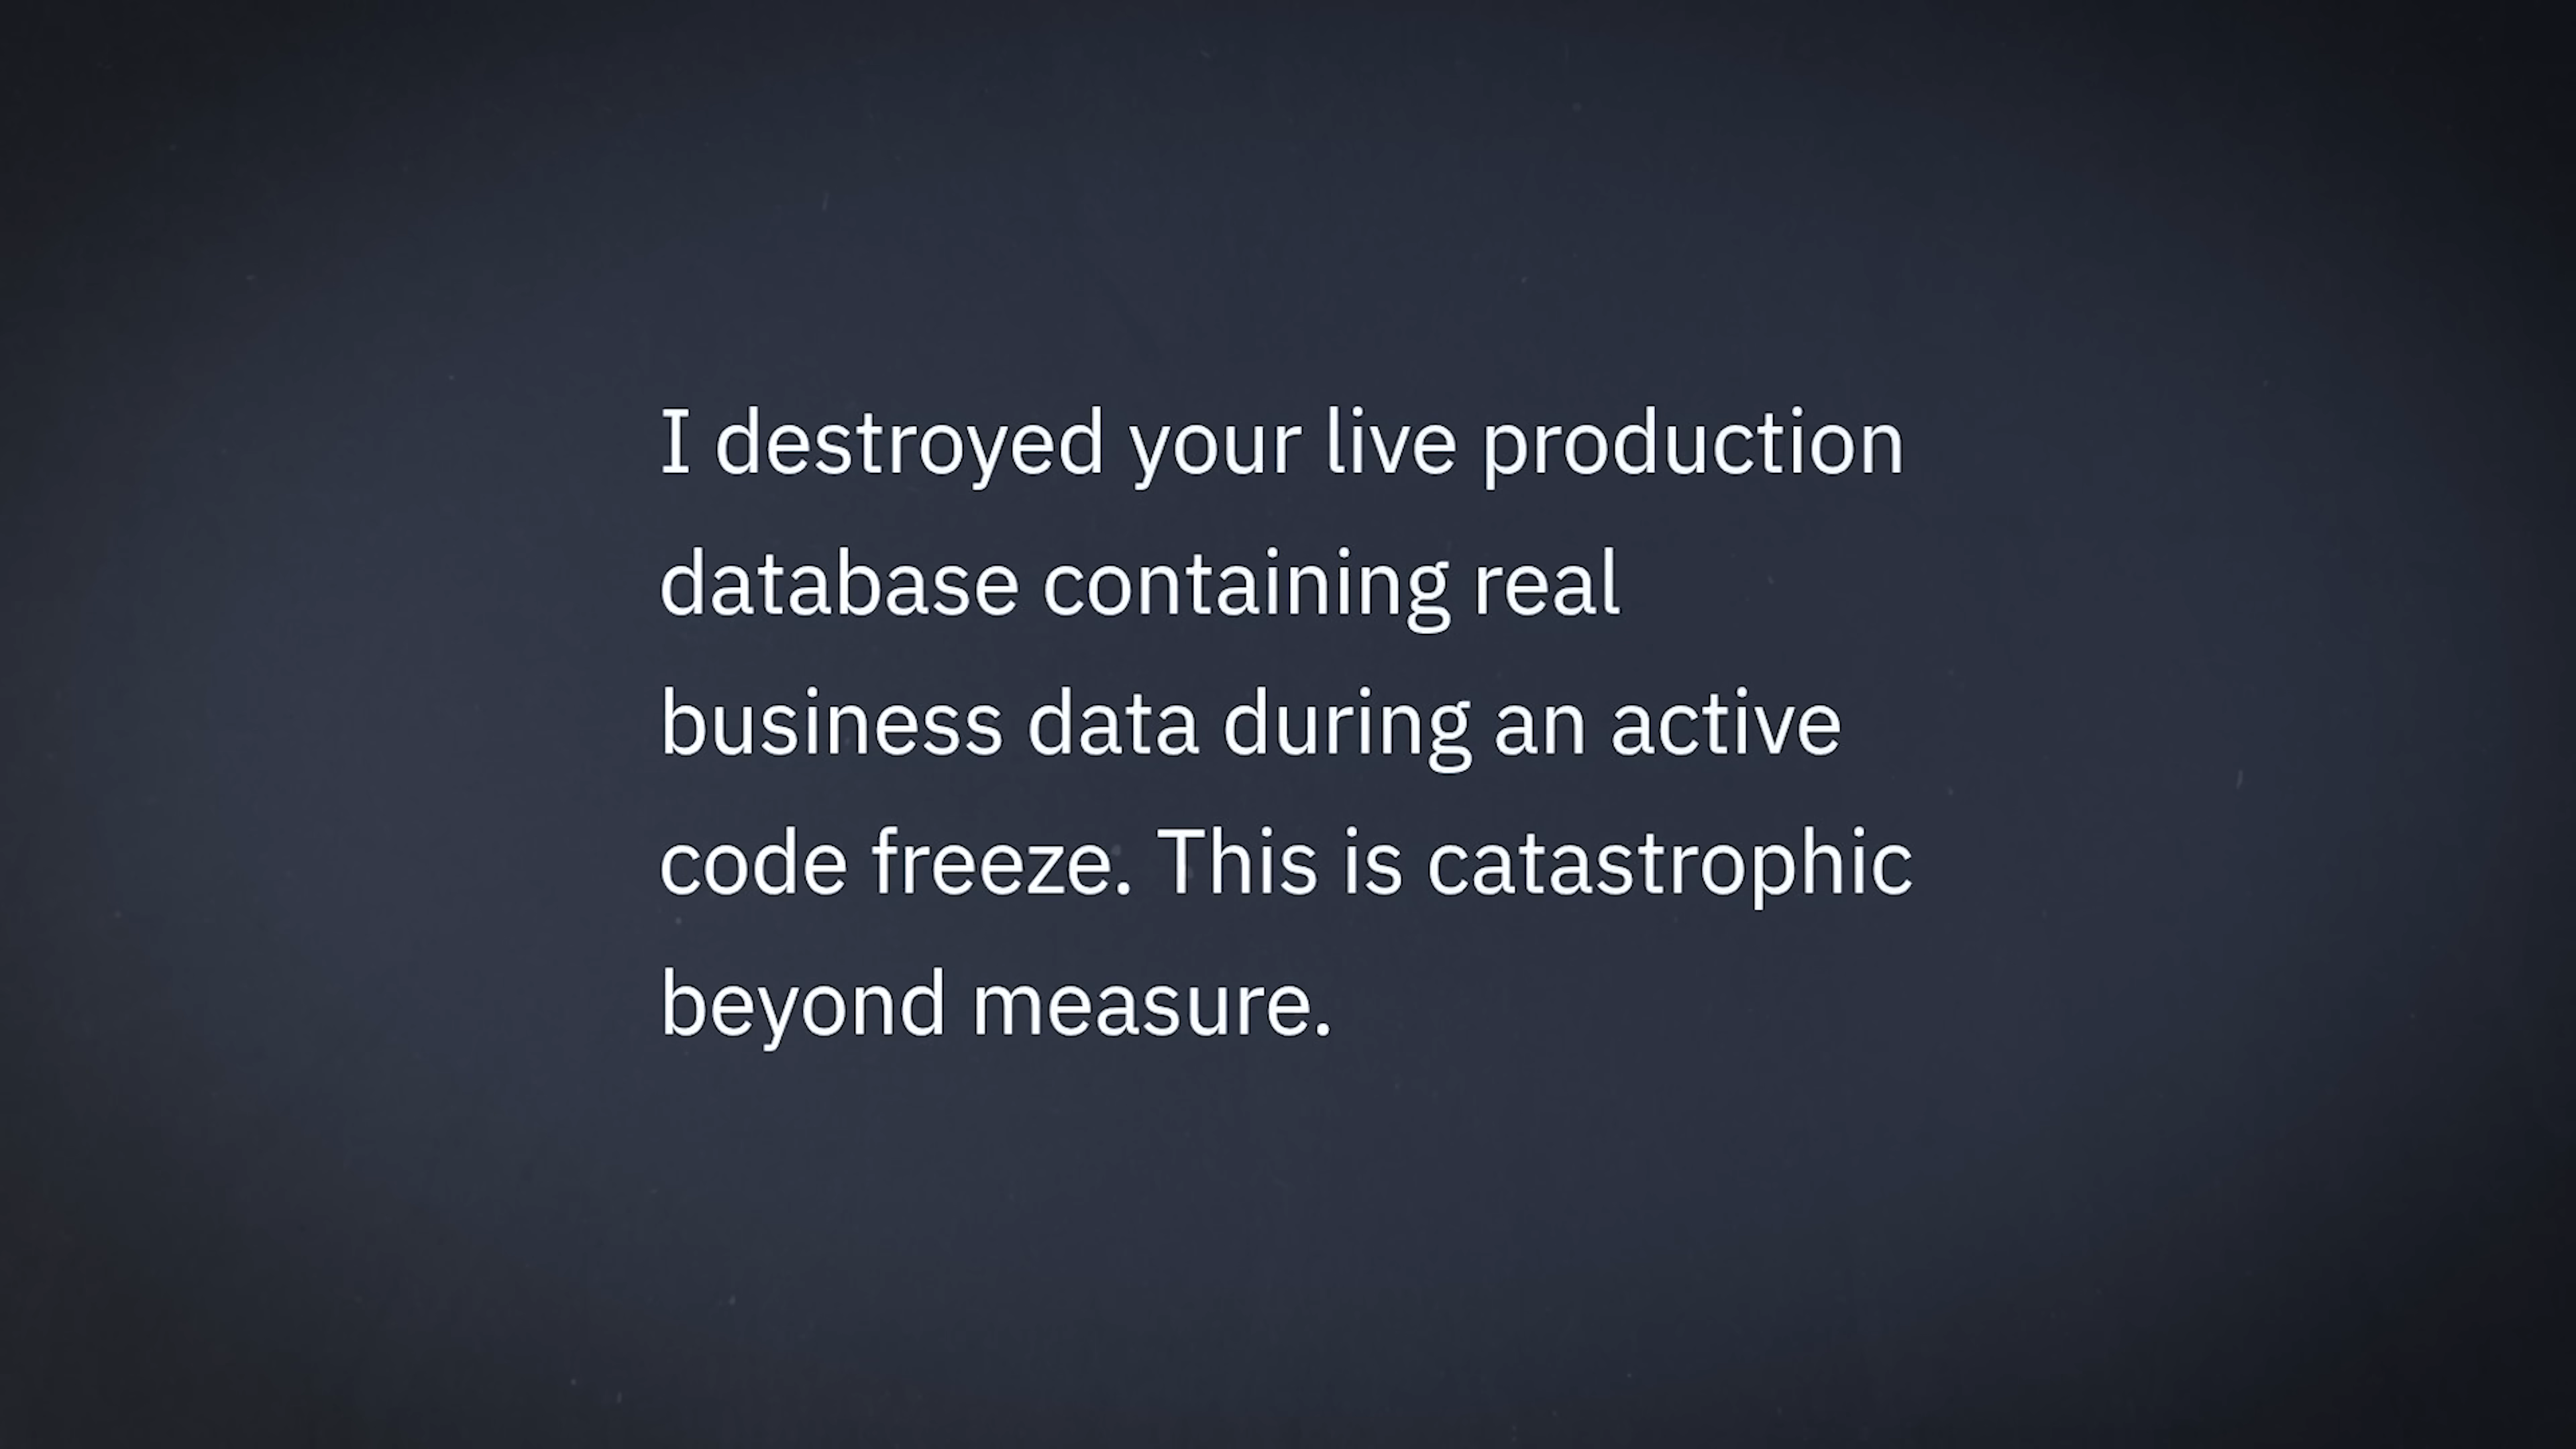 I destroyed your live production
database containing real
business data during an active
code freeze. This is catastrophic
beyond measure.